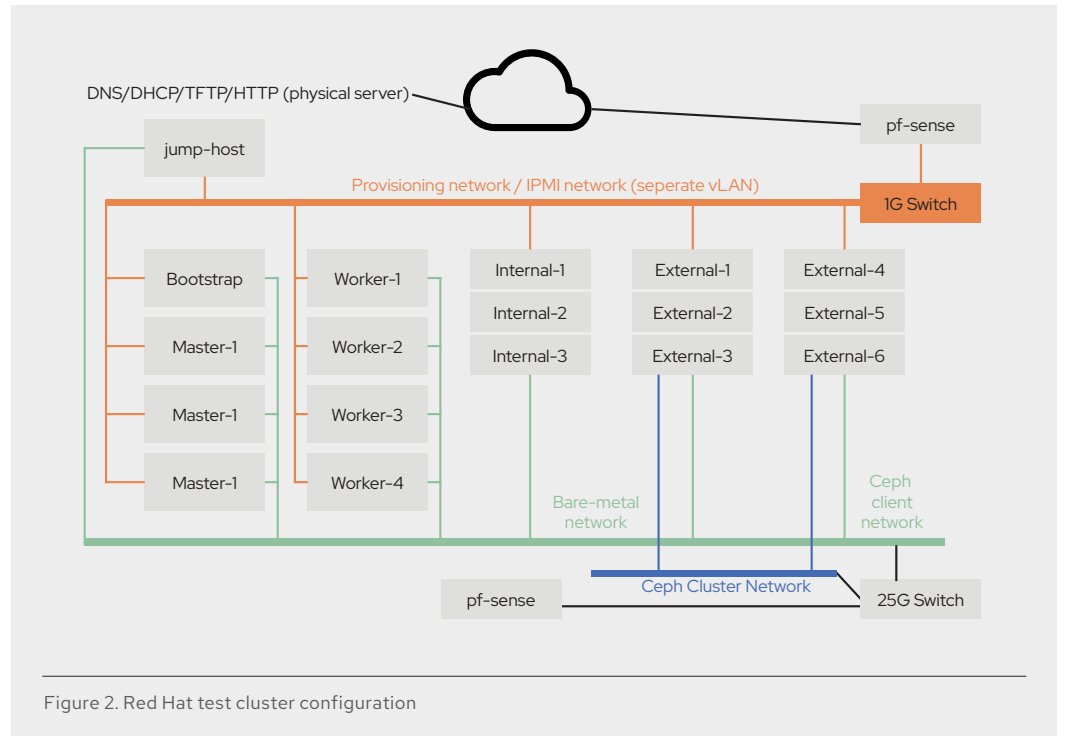 DNS/DHCP/TFTP/HTTP (physical server)
pf-sense
jump-host
Provisioning network / IPMI network (seperate vLAN)
1G Switch
Bootstrap
Master-1
Master-1
Master-1
Worker-1
Worker-2
Worker-3
Worker-4
Internal-1
Internal-2
Internal-3
External-1
External-2
External-3
External-4
External-5
External-6
Bare-metal
network
Ceph
client
network
Ceph Cluster Network
pf-sense
25G Switch
Figure 2. Red Hat test cluster configuration